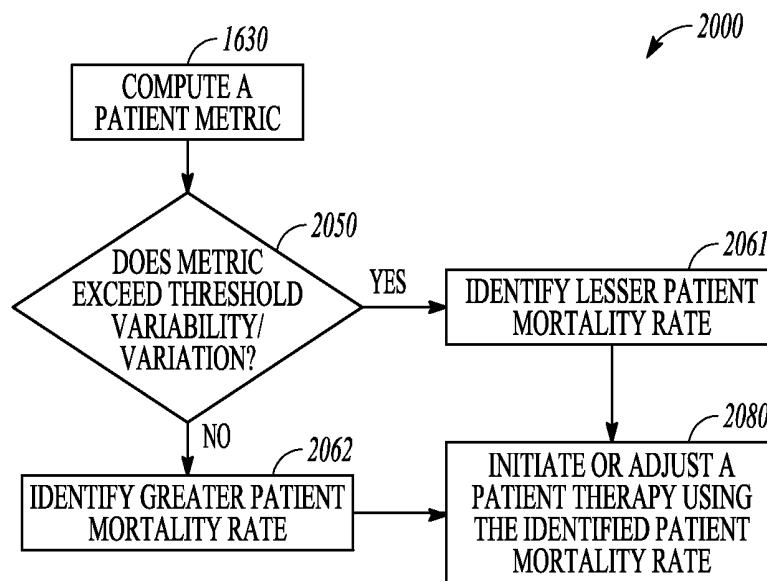 1630
2000
COMPUTE A
PATIENT METRIC
2050
DOES METRIC
EXCEED THRESHOLD
VARIABILITY/
VARIATION?
YES
2061
IDENTIFY LESSER PATIENT
MORTALITY RATE
NO
2062
IDENTIFY GREATER PATIENT
MORTALITY RATE
2080
INITIATE OR ADJUST A
PATIENT THERAPY USING
THE IDENTIFIED PATIENT
MORTALITY RATE